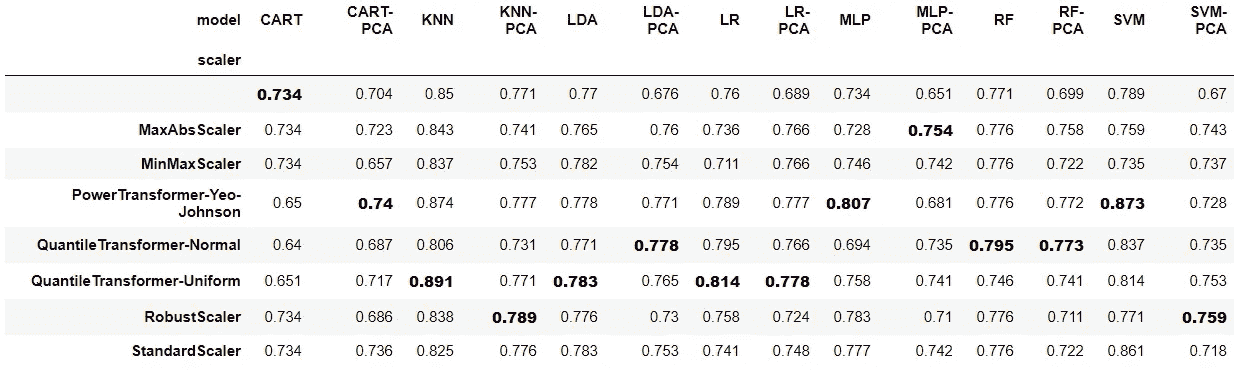 model CART CART-PCA KNN KNN-PCA LDA LDA-PCA LR LR-PCA MLP MLP-PCA RF RF-PCA SVM SVM-PCA
scaler
0.734 0.704 0.85 0.771 0.77 0.676 0.76 0.689 0.734 0.651 0.771 0.699 0.789 0.67
MaxAbsScaler 0.734 0.723 0.843 0.741 0.765 0.76 0.736 0.766 0.728 0.754 0.776 0.758 0.759 0.743
MinMaxScaler 0.734 0.657 0.837 0.753 0.782 0.754 0.711 0.766 0.746 0.742 0.776 0.722 0.735 0.737
PowerTransformer-Yeo-Johnson 0.65 0.74 0.874 0.777 0.778 0.771 0.789 0.777 0.807 0.681 0.776 0.772 0.873 0.728
QuantileTransformer-Normal 0.64 0.687 0.806 0.731 0.771 0.778 0.795 0.766 0.694 0.735 0.795 0.773 0.837 0.735
QuantileTransformer-Uniform 0.651 0.717 0.891 0.771 0.783 0.765 0.814 0.778 0.758 0.741 0.746 0.741 0.814 0.753
RobustScaler 0.734 0.686 0.838 0.789 0.776 0.73 0.758 0.724 0.783 0.71 0.776 0.711 0.771 0.759
StandardScaler 0.734 0.736 0.825 0.776 0.783 0.753 0.741 0.748 0.777 0.742 0.776 0.722 0.861 0.718